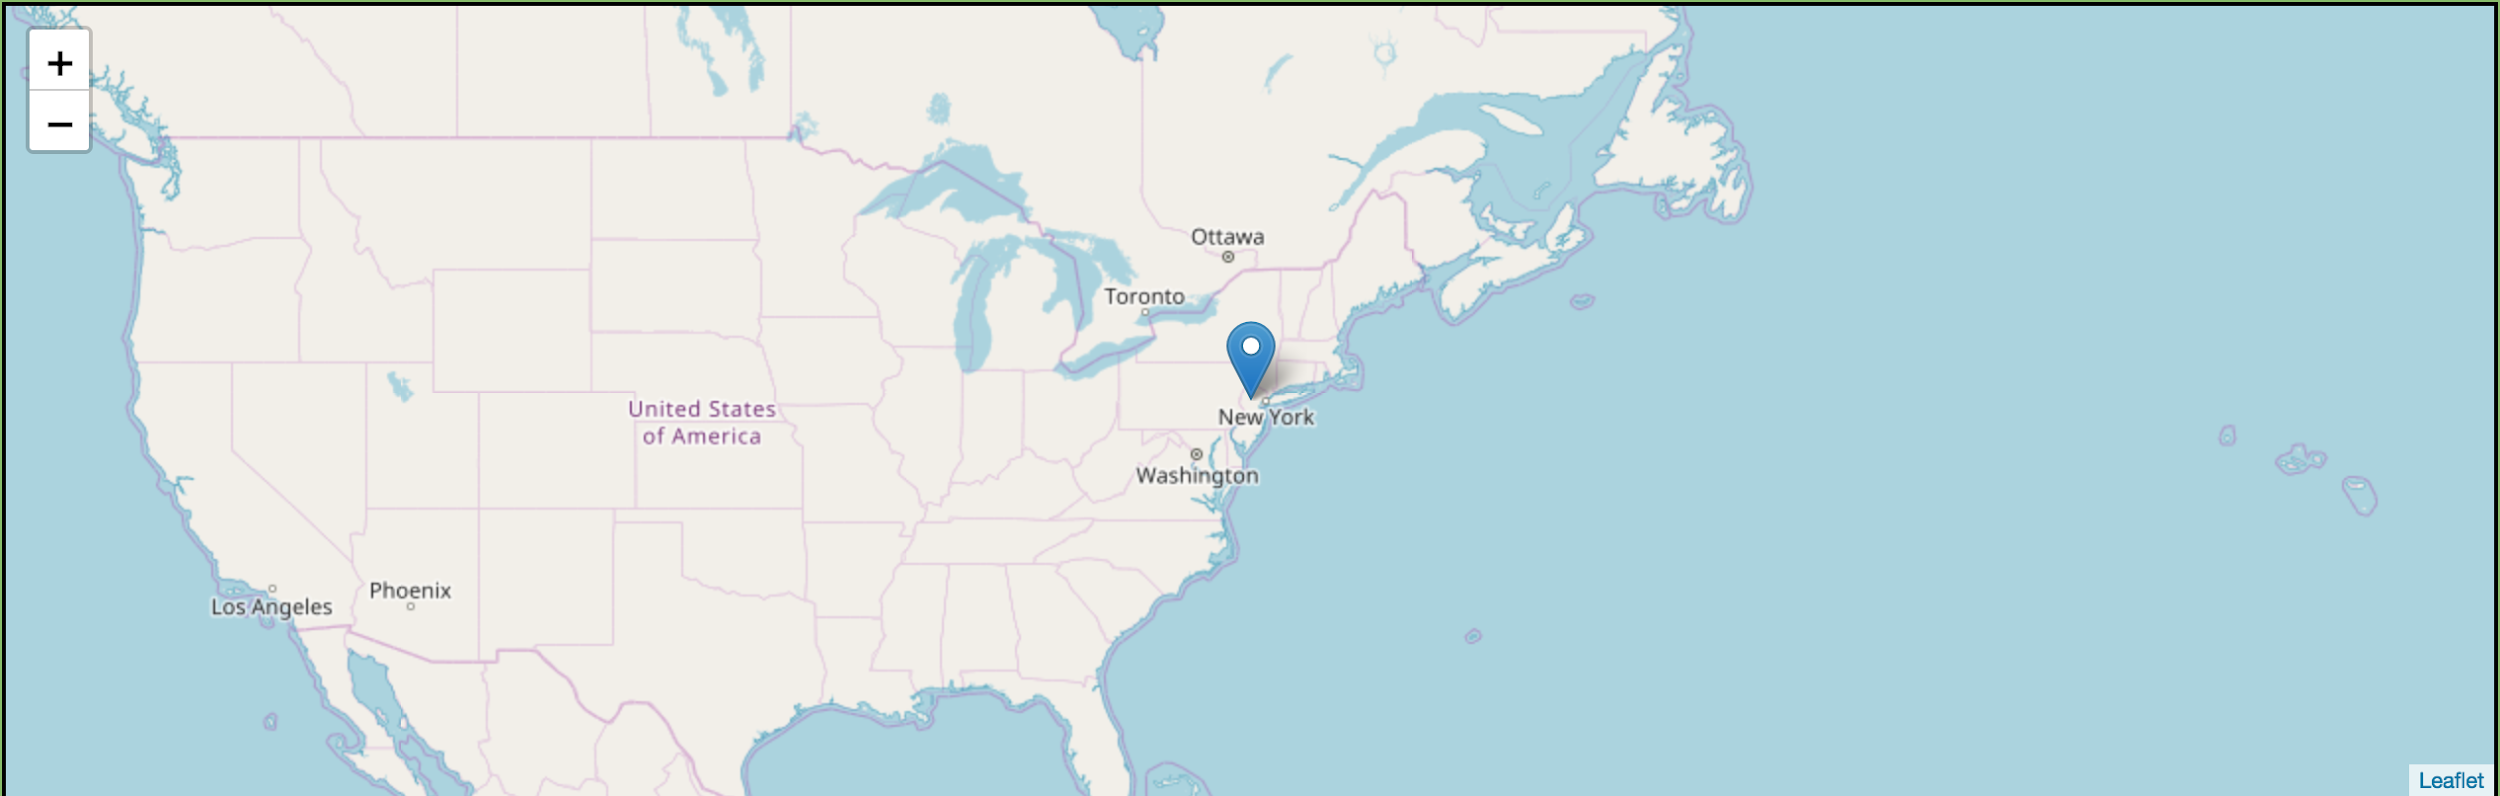 +
−
Ottawa
Toronto
United States
of America
New York
Washington
Phoenix
Los Angeles
Leaflet